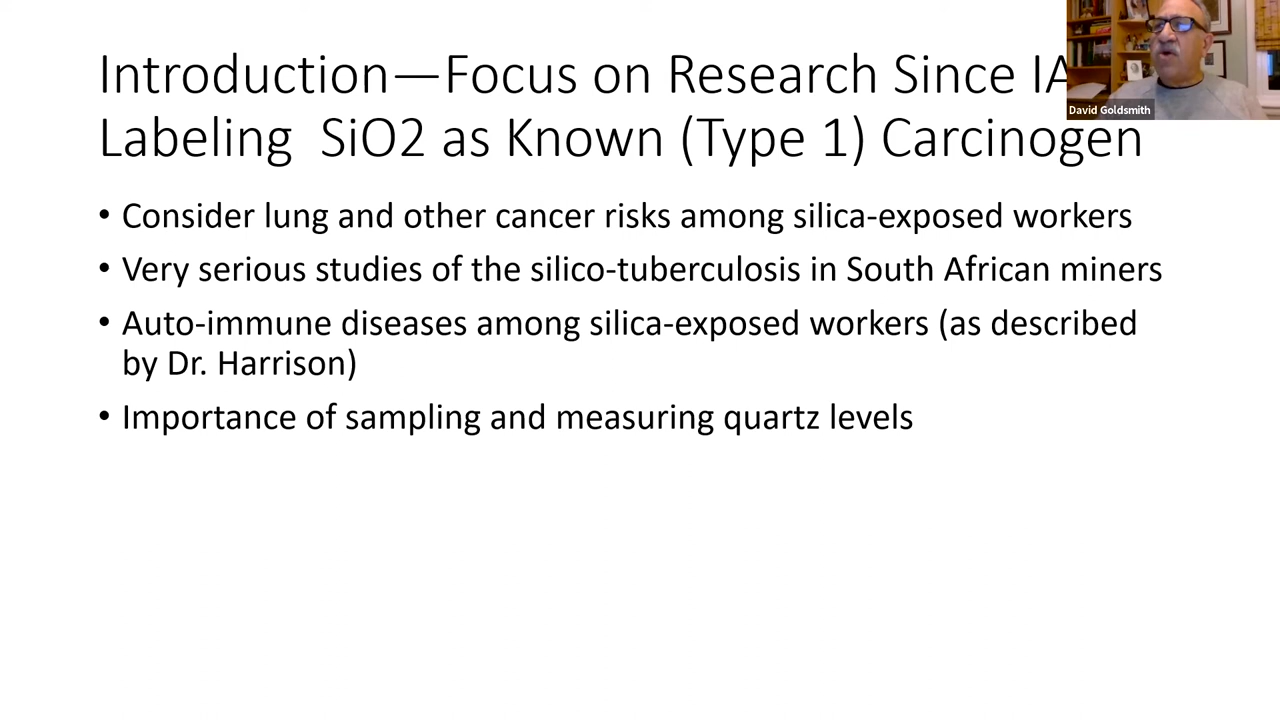 Introduction—Focus on Research Since
Labeling  SiO2 as Known (Type 1) Carcinogen
• Consider lung and other cancer risks among silica-exposed workers
• Very serious studies of the silico-tuberculosis in South African miners
• Auto-immune diseases among silica-exposed workers (as described
by Dr. Harrison)
• Importance of sampling and measuring quartz levels
David Goldsmith